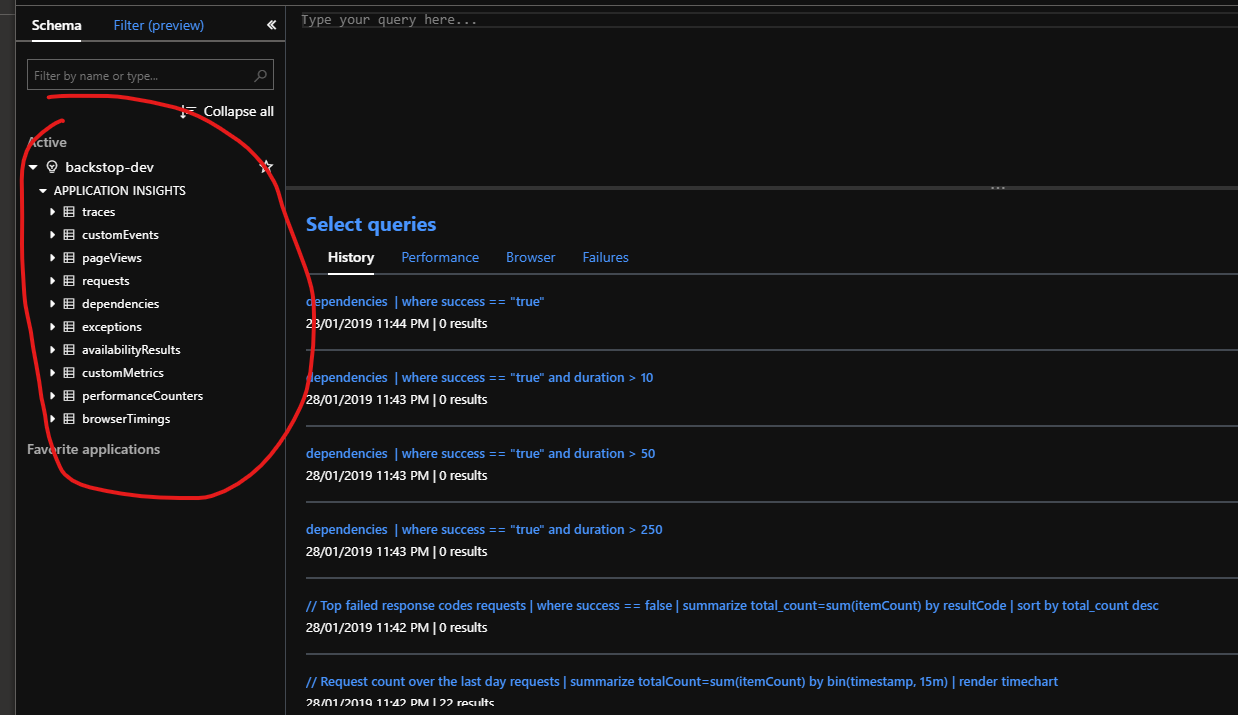 Schema Filter (preview) «
Type your query here...
Filter by name or type...
Collapse all
Active
backstop-dev
APPLICATION INSIGHTS
traces
customEvents
pageViews
requests
dependencies
exceptions
availabilityResults
customMetrics
performanceCounters
browserTimings
Favorite applications
Select queries
History Performance Browser Failures
dependencies | where success == "true"
28/01/2019 11:44 PM | 0 results
dependencies | where success == "true" and duration > 10
28/01/2019 11:43 PM | 0 results
dependencies | where success == "true" and duration > 50
28/01/2019 11:43 PM | 0 results
dependencies | where success == "true" and duration > 250
28/01/2019 11:43 PM | 0 results
// Top failed response codes requests | where success == false | summarize total_count=sum(itemCount) by resultCode | sort by total_count desc
28/01/2019 11:42 PM | 0 results
// Request count over the last day requests | summarize totalCount=sum(itemCount) by bin(timestamp, 15m) | render timechart
28/01/2019 11:42 PM | 22 results